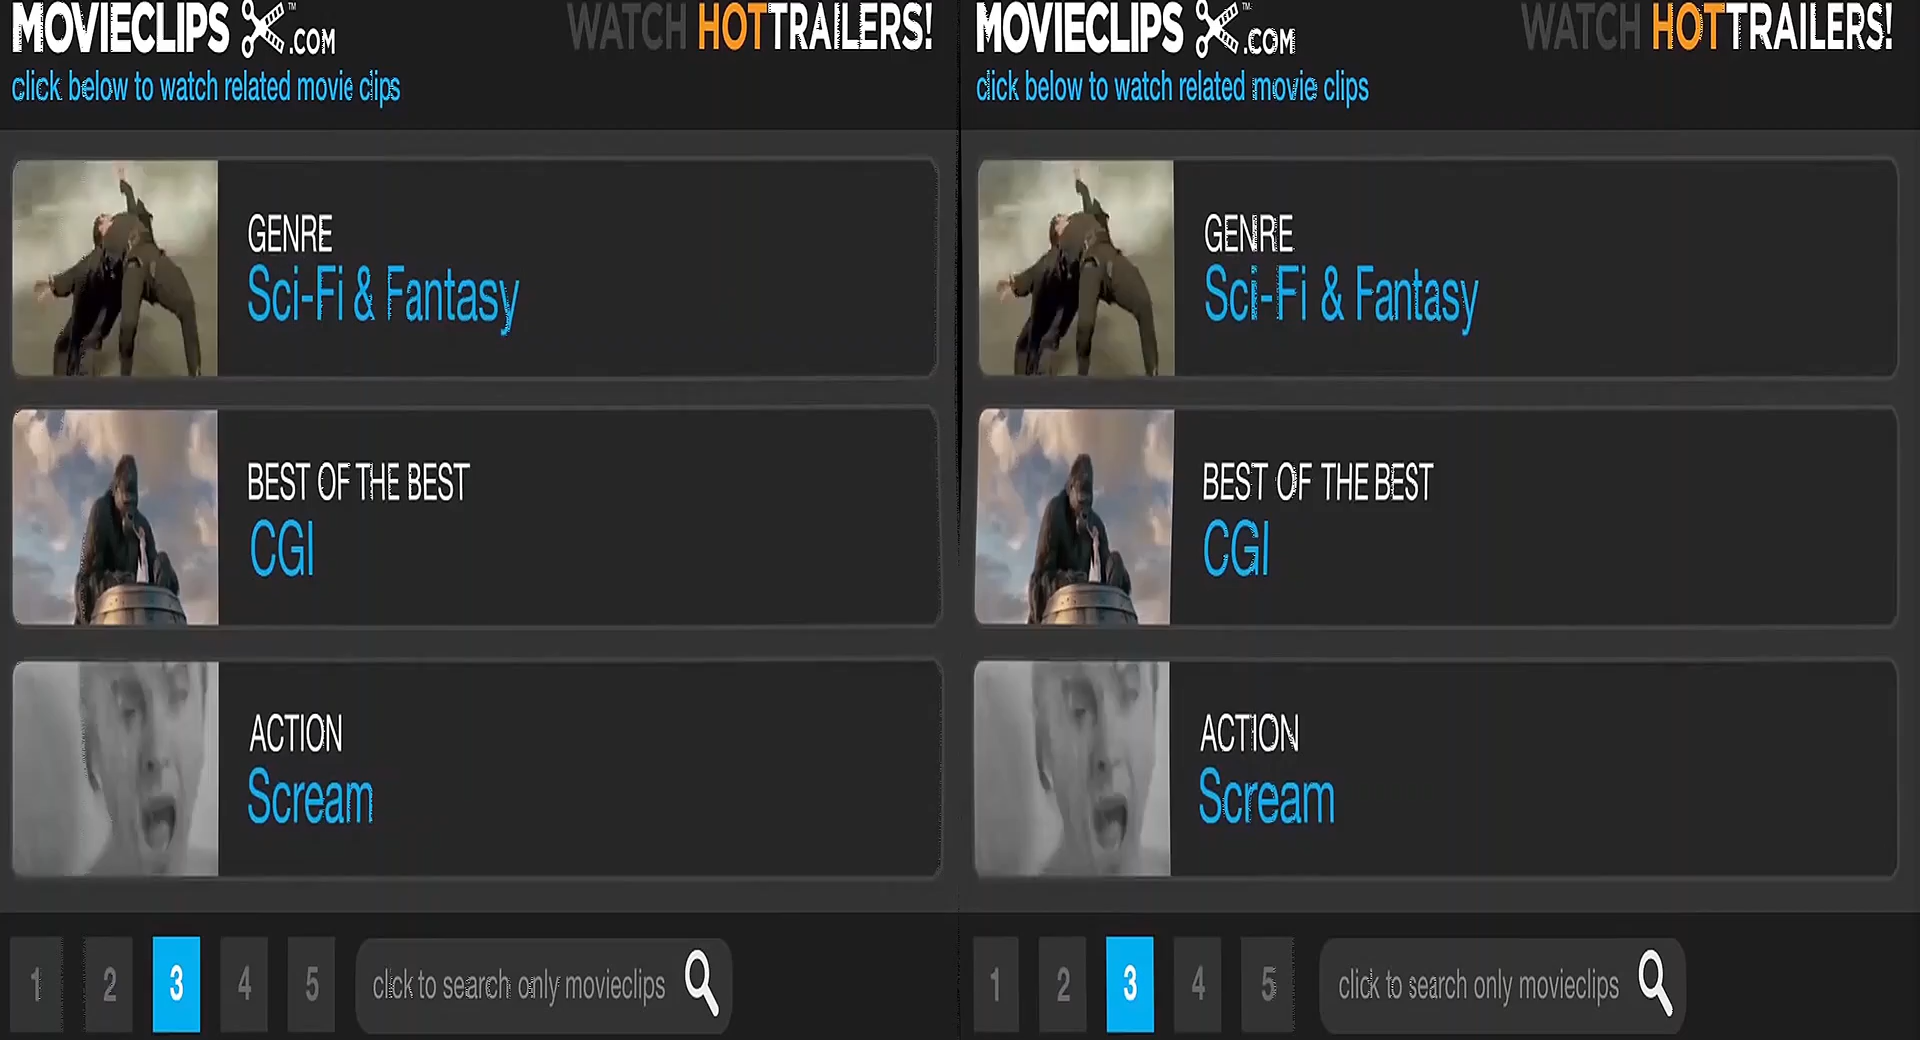 MOVIECLIPS.COM™
WATCH HOTTRAILERS!
click below to watch related movie clips
GENRE
Sci-Fi & Fantasy
BEST OF THE BEST
CGI
ACTION
Scream
1 2 3 4 5
click to search only movieclips
MOVIECLIPS.COM™
WATCH HOTTRAILERS!
click below to watch related movie clips
GENRE
Sci-Fi & Fantasy
BEST OF THE BEST
CGI
ACTION
Scream
1 2 3 4 5
click to search only movieclips